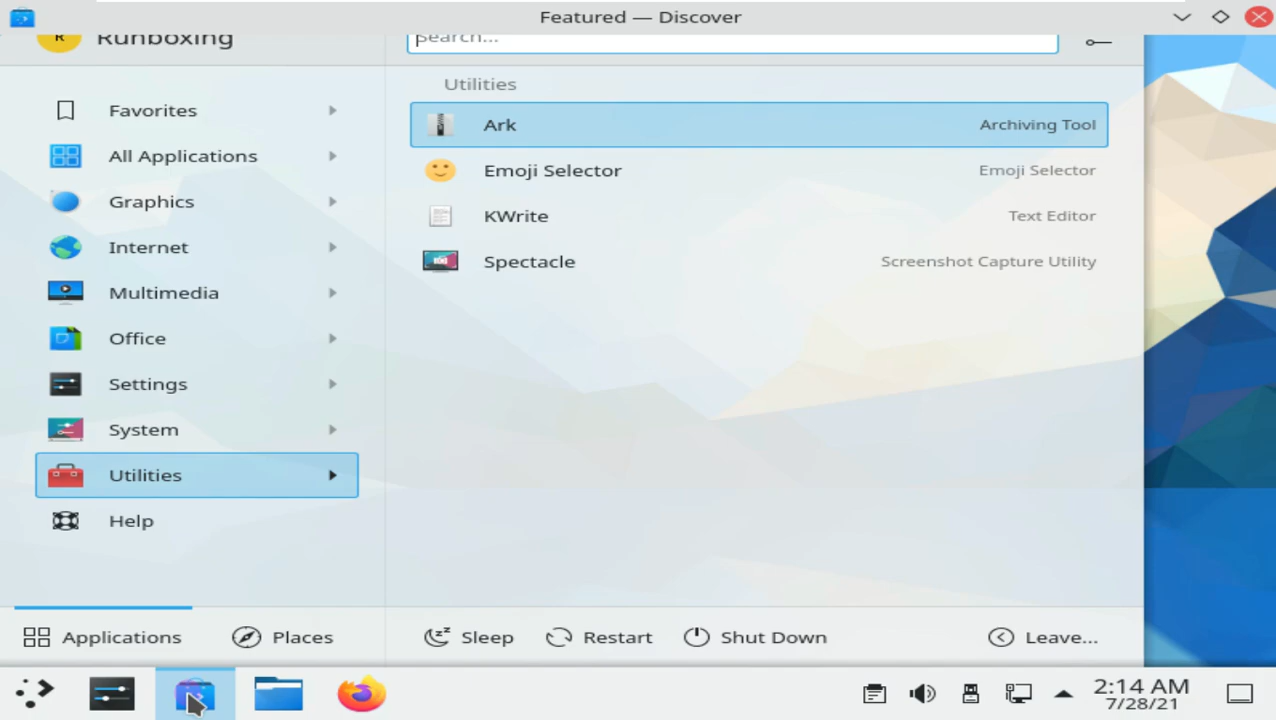 Featured — Discover
R
Runboxing
Search...
Favorites
All Applications
Graphics
Internet
Multimedia
Office
Settings
System
Utilities
Help
Utilities
Ark Archiving Tool
Emoji Selector Emoji Selector
KWrite Text Editor
Spectacle Screenshot Capture Utility
Applications Places Sleep Restart Shut Down Leave...
2:14 AM
7/28/21